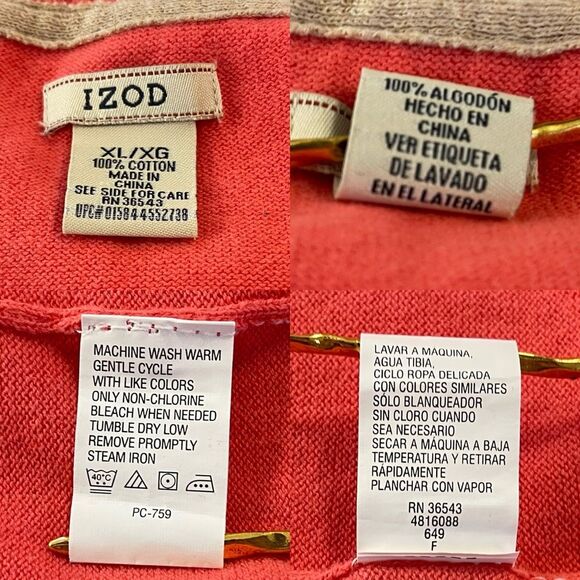 IZOD
XL/XG
100% COTTON
MADE IN
CHINA
SEE SIDE FOR CARE
RN 36543
UPC# 015844552738
100% ALGODÓN
HECHO EN
CHINA
VER ETIQUETA
DE LAVADO
EN EL LATERAL
MACHINE WASH WARM
GENTLE CYCLE
WITH LIKE COLORS
ONLY NON-CHLORINE
BLEACH WHEN NEEDED
TUMBLE DRY LOW
REMOVE PROMPTLY
STEAM IRON
40°C
PC-759
LAVAR A MAQUINA,
AGUA TIBIA,
CICLO ROPA DELICADA
CON COLORES SIMILARES
SÓLO BLANQUEADOR
SIN CLORO CUANDO
SEA NECESARIO
SECAR A MÁQUINA A BAJA
TEMPERATURA Y RETIRAR
RÁPIDAMENTE
PLANCHAR CON VAPOR
RN 36543
4816088
649
F